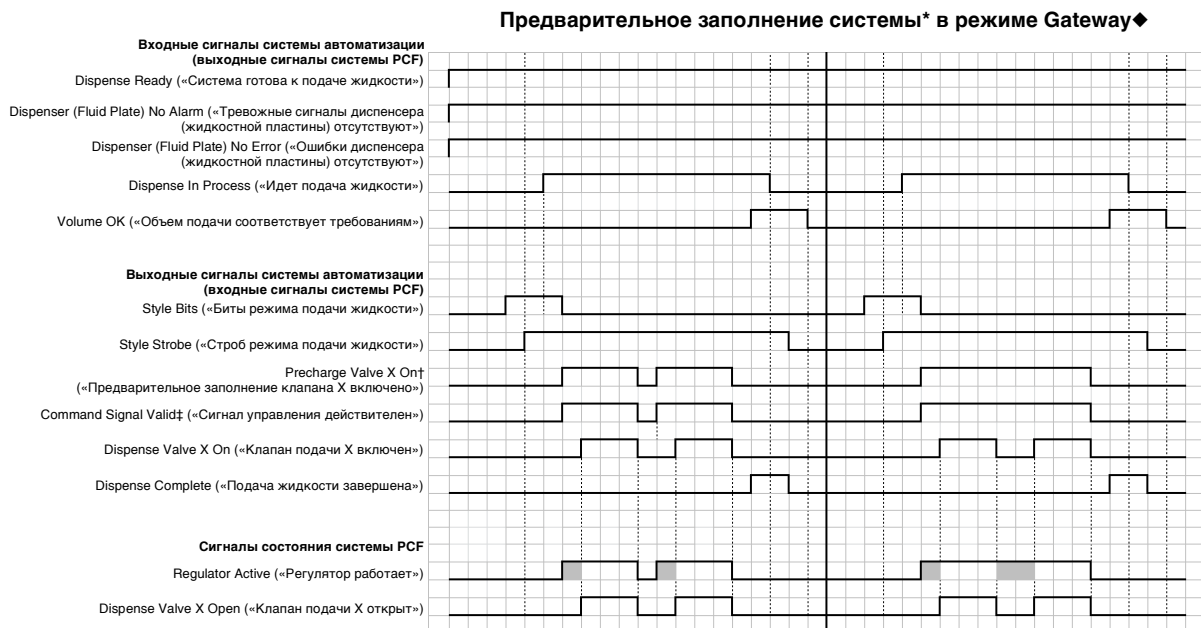 Предварительное заполнение системы* в режиме Gateway◆
Входные сигналы системы автоматизации
(выходные сигналы системы PCF)
Dispense Ready («Система готова к подаче жидкости»)
Dispenser (Fluid Plate) No Alarm («Тревожные сигналы диспенсера
(жидкостной пластины) отсутствуют»)
Dispenser (Fluid Plate) No Error («Ошибки диспенсера
(жидкостной пластины) отсутствуют»)
Dispense In Process («Идет подача жидкости»)
Volume OK («Объем подачи соответствует требованиям»)
Выходные сигналы системы автоматизации
(входные сигналы системы PCF)
Style Bits («Биты режима подачи жидкости»)
Style Strobe («Строб режима подачи жидкости»)
Precharge Valve X On†
(«Предварительное заполнение клапана X включено»)
Command Signal Valid‡ («Сигнал управления действителен»)
Dispense Valve X On («Клапан подачи X включен»)
Dispense Complete («Подача жидкости завершена»)
Сигналы состояния системы PCF
Regulator Active («Регулятор работает»)
Dispense Valve X Open («Клапан подачи X открыт»)